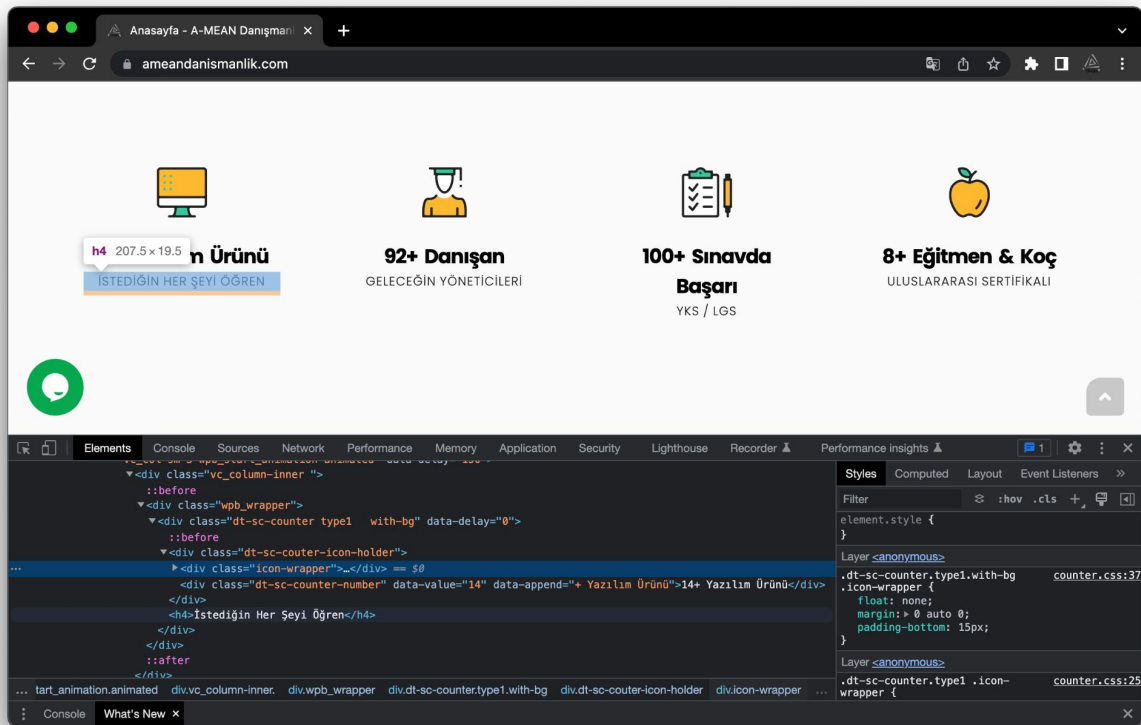 Anasayfa - A-MEAN Danışman
ameandanismanlik.com
m Ürünü
92+ Danışan
100+ Sınavda
8+ Eğitmen & Koç
h4 207.5 × 19.5
İSTEDİĞİN HER ŞEYİ ÖĞREN
GELECEĞİN YÖNETİCİLERİ
Başarı
ULUSLARARASI SERTİFİKALI
YKS / LGS
Elements Console Sources Network Performance Memory Application Security Lighthouse Recorder Performance insights 1
<div class="vc_column-inner ">
::before
<div class="wpb_wrapper">
<div class="dt-sc-counter type1   with-bg" data-delay="0">
::before
<div class="dt-sc-couter-icon-holder">
... <div class="icon-wrapper">…</div> == $0
<div class="dt-sc-counter-number" data-value="14" data-append="+ Yazılım Ürünü">14+ Yazılım Ürünü</div>
</div>
<h4>İstediğin Her Şeyi Öğren</h4>
</div>
</div>
::after
</div>
... tart_animation.animated div.vc_column-inner. div.wpb_wrapper div.dt-sc-counter.type1.with-bg div.dt-sc-couter-icon-holder div.icon-wrapper ...
Styles Computed Layout Event Listeners »
Filter :hov .cls +
element.style {
}
Layer <anonymous>
.dt-sc-counter.type1.with-bg counter.css:37
.icon-wrapper {
float: none;
margin: 0 auto 0;
padding-bottom: 15px;
}
Layer <anonymous>
.dt-sc-counter.type1 .icon- counter.css:25
wrapper {
Console What's New ×